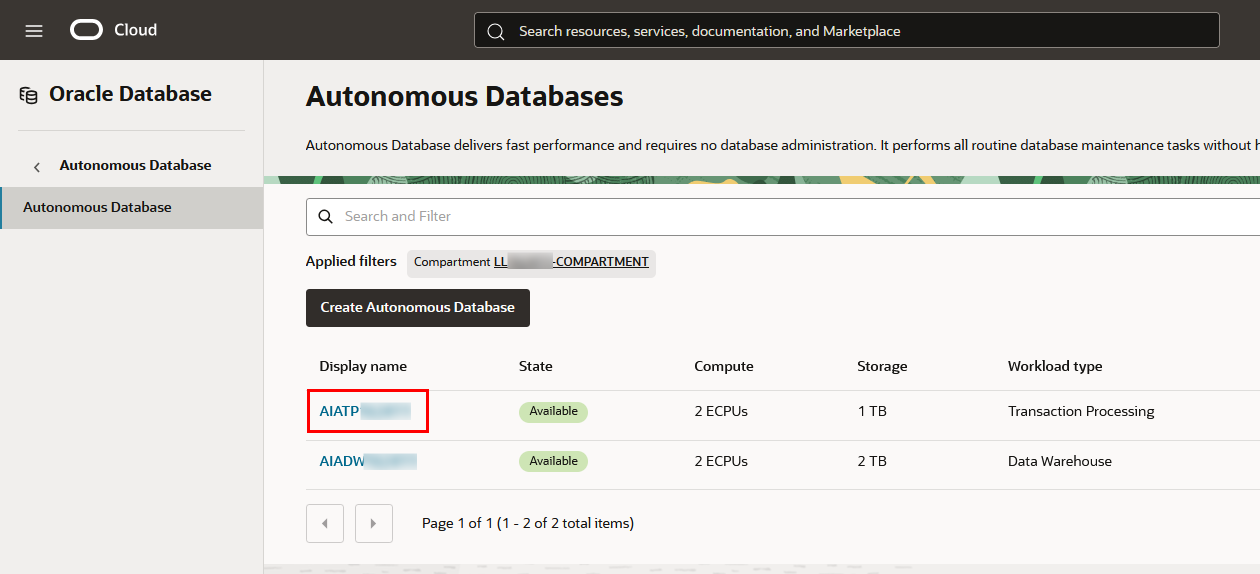 Cloud
Search resources, services, documentation, and Marketplace
Oracle Database
Autonomous Database
Autonomous Database
Autonomous Databases
Autonomous Database delivers fast performance and requires no database administration. It performs all routine database maintenance tasks without
Search and Filter
Applied filters Compartment LL -COMPARTMENT
Create Autonomous Database
Display name State Compute Storage Workload type
AIATP Available 2 ECPUs 1 TB Transaction Processing
AIADW Available 2 ECPUs 2 TB Data Warehouse
Page 1 of 1 (1 - 2 of 2 total items)